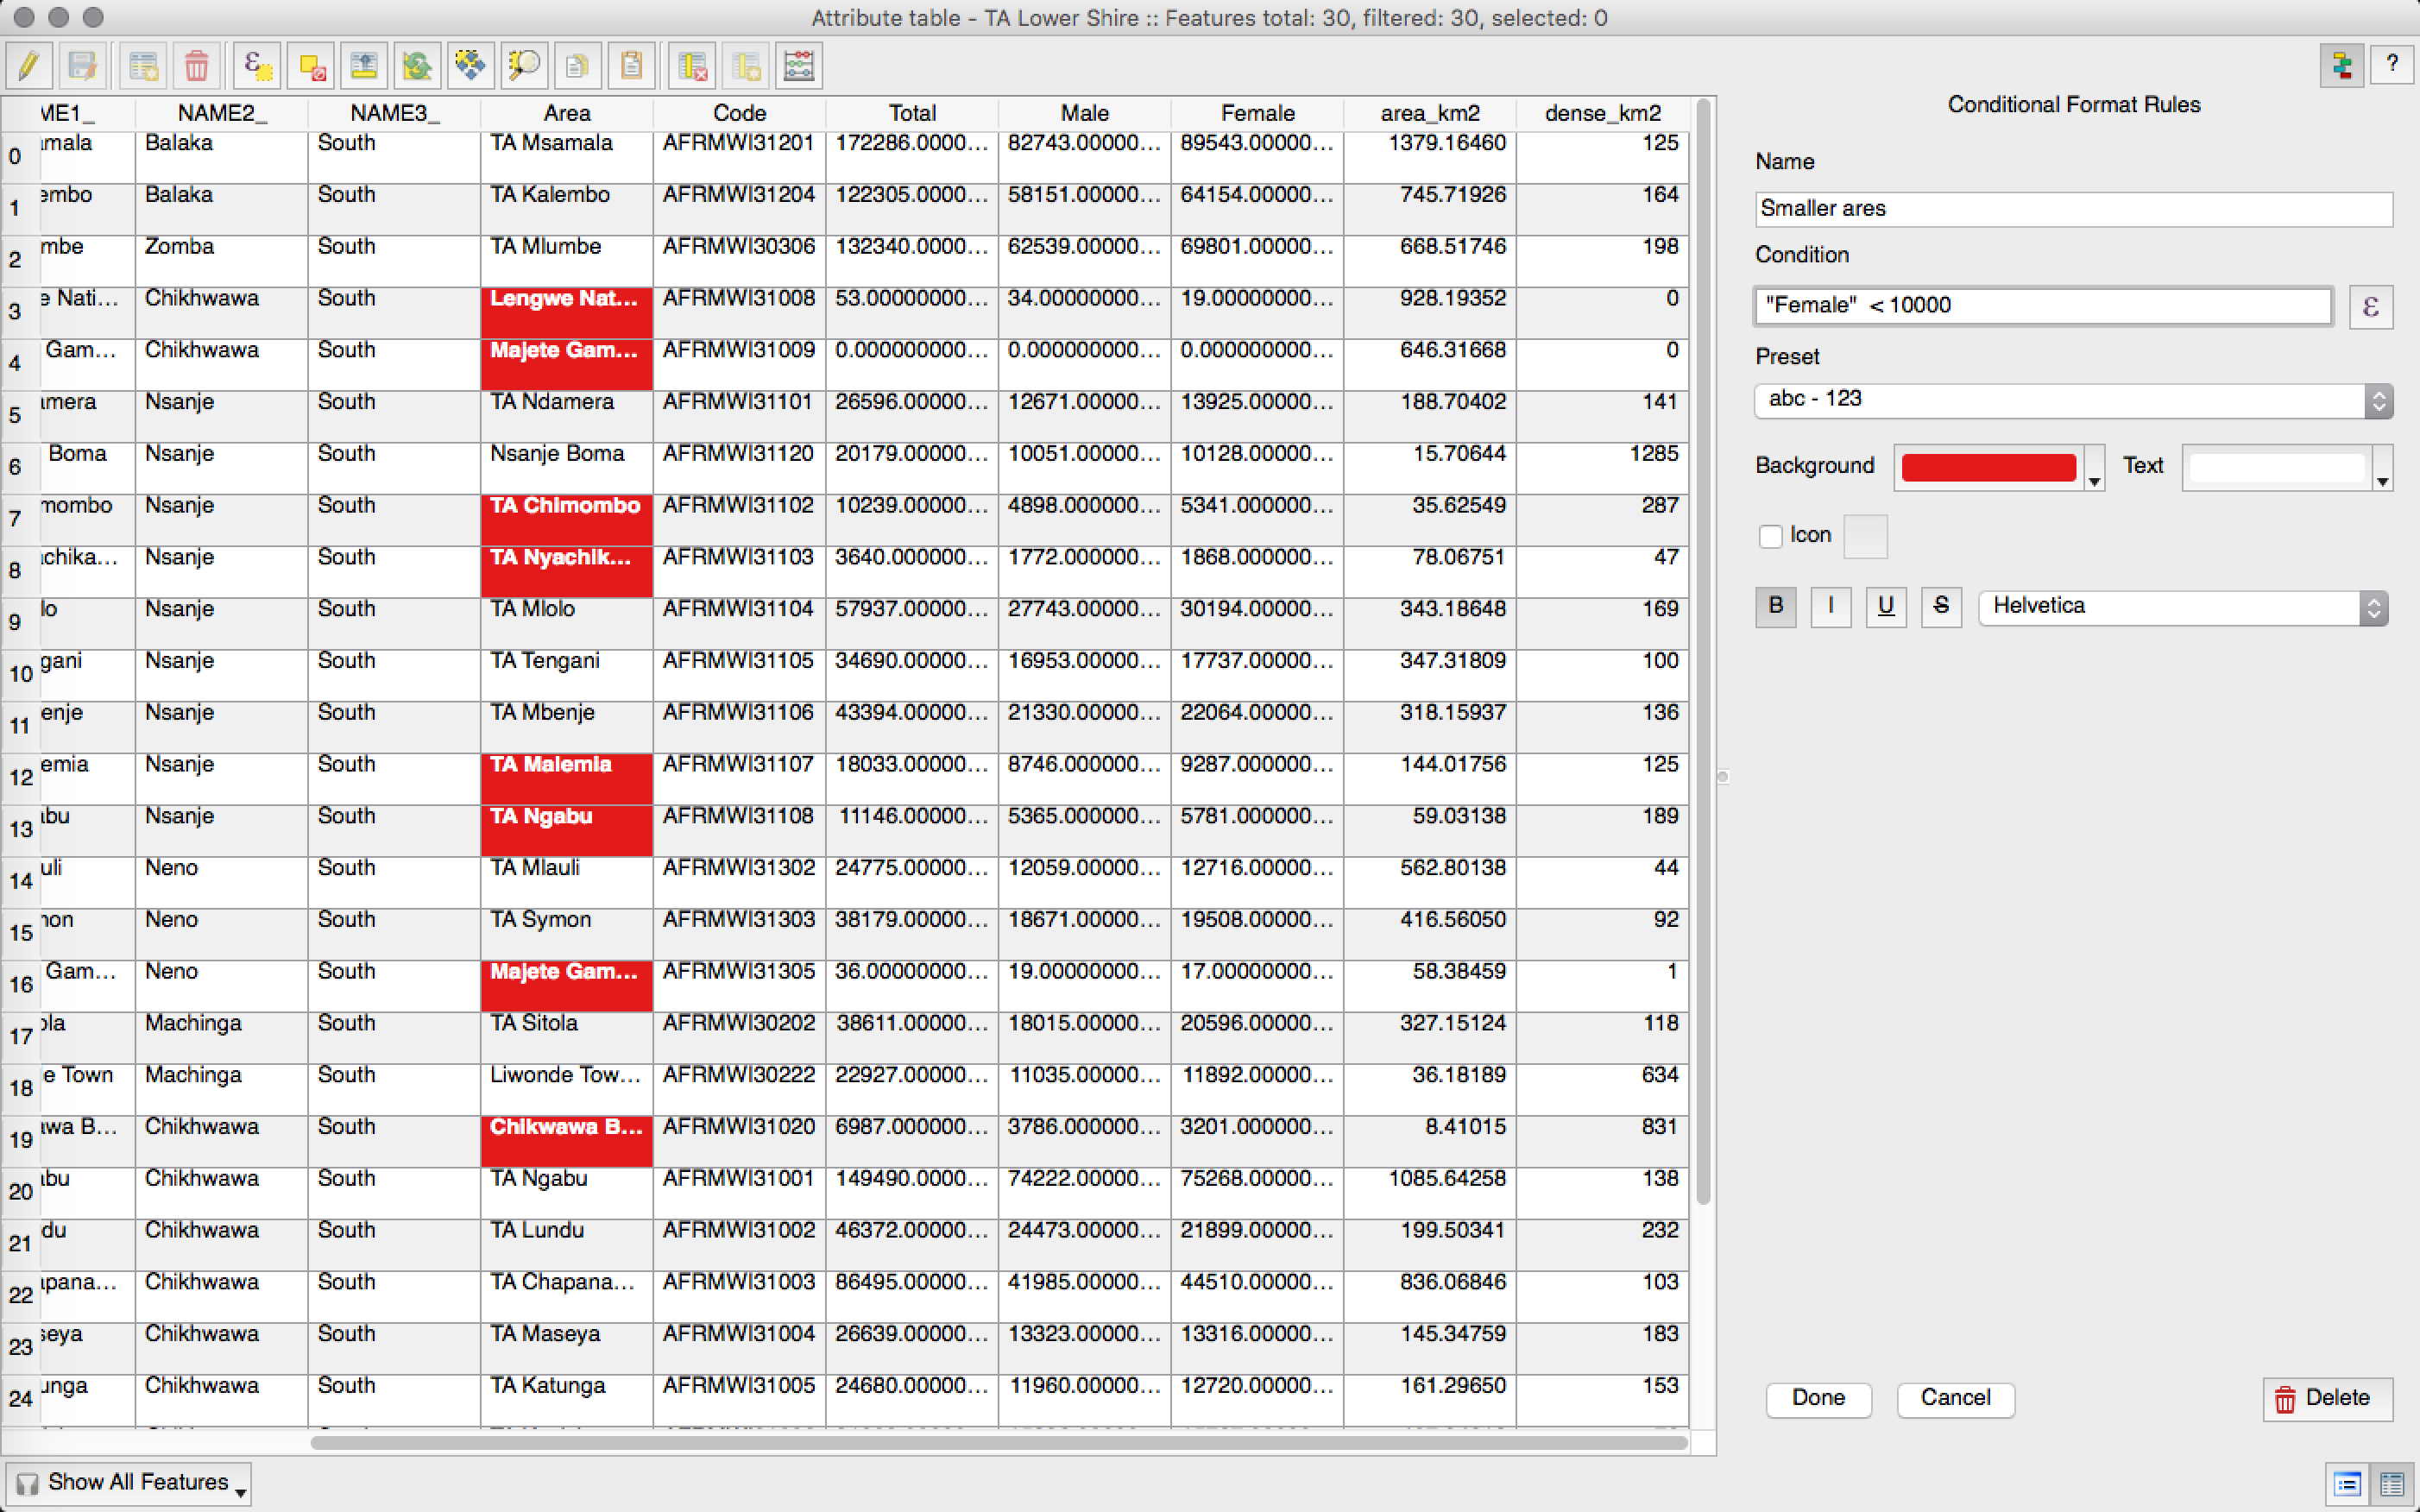 Attribute table - TA Lower Shire :: Features total: 30, filtered: 30, selected: 0
ME1_ NAME2_ NAME3_ Area Code Total Male Female area_km2 dense_km2
0 ımala Balaka South TA Msamala AFRMWI31201 172286.0000... 82743.00000... 89543.00000... 1379.16460 125
1 embo Balaka South TA Kalembo AFRMWI31204 122305.0000... 58151.00000... 64154.00000... 745.71926 164
2 mbe Zomba South TA Mlumbe AFRMWI30306 132340.0000... 62539.00000... 69801.00000... 668.51746 198
3 e Nati... Chikhwawa South Lengwe Nat... AFRMWI31008 53.00000000... 34.00000000... 19.00000000... 928.19352 0
4 Gam... Chikhwawa South Majete Gam... AFRMWI31009 0.000000000... 0.000000000... 0.000000000... 646.31668 0
5 amera Nsanje South TA Ndamera AFRMWI31101 26596.00000... 12671.00000... 13925.00000... 188.70402 141
6 Boma Nsanje South Nsanje Boma AFRMWI31120 20179.00000... 10051.00000... 10128.00000... 15.70644 1285
7 mombo Nsanje South TA Chimombo AFRMWI31102 10239.00000... 4898.000000... 5341.000000... 35.62549 287
8 achika... Nsanje South TA Nyachik... AFRMWI31103 3640.000000... 1772.000000... 1868.000000... 78.06751 47
9 lo Nsanje South TA Mlolo AFRMWI31104 57937.00000... 27743.00000... 30194.00000... 343.18648 169
10 gani Nsanje South TA Tengani AFRMWI31105 34690.00000... 16953.00000... 17737.00000... 347.31809 100
11 enje Nsanje South TA Mbenje AFRMWI31106 43394.00000... 21330.00000... 22064.00000... 318.15937 136
12 emia Nsanje South TA Malemia AFRMWI31107 18033.00000... 8746.000000... 9287.000000... 144.01756 125
13 abu Nsanje South TA Ngabu AFRMWI31108 11146.00000... 5365.000000... 5781.000000... 59.03138 189
14 uli Neno South TA Mlauli AFRMWI31302 24775.00000... 12059.00000... 12716.00000... 562.80138 44
15 non Neno South TA Symon AFRMWI31303 38179.00000... 18671.00000... 19508.00000... 416.56050 92
16 Gam... Neno South Majete Gam... AFRMWI31305 36.00000000... 19.00000000... 17.00000000... 58.38459 1
17 ola Machinga South TA Sitola AFRMWI30202 38611.00000... 18015.00000... 20596.00000... 327.15124 118
18 e Town Machinga South Liwonde Tow... AFRMWI30222 22927.00000... 11035.00000... 11892.00000... 36.18189 634
19 awa B... Chikhwawa South Chikwawa B... AFRMWI31020 6987.000000... 3786.000000... 3201.000000... 8.41015 831
20 abu Chikhwawa South TA Ngabu AFRMWI31001 149490.0000... 74222.00000... 75268.00000... 1085.64258 138
21 du Chikhwawa South TA Lundu AFRMWI31002 46372.00000... 24473.00000... 21899.00000... 199.50341 232
22 apana... Chikhwawa South TA Chapana... AFRMWI31003 86495.00000... 41985.00000... 44510.00000... 836.06846 103
23 seya Chikhwawa South TA Maseya AFRMWI31004 26639.00000... 13323.00000... 13316.00000... 145.34759 183
24 unga Chikhwawa South TA Katunga AFRMWI31005 24680.00000... 11960.00000... 12720.00000... 161.29650 153
Show All Features
?
Conditional Format Rules
Name
Smaller ares
Condition
"Female" < 10000
ε
Preset
abc - 123
Background Text
Icon
B I U S Helvetica
Done Cancel Delete